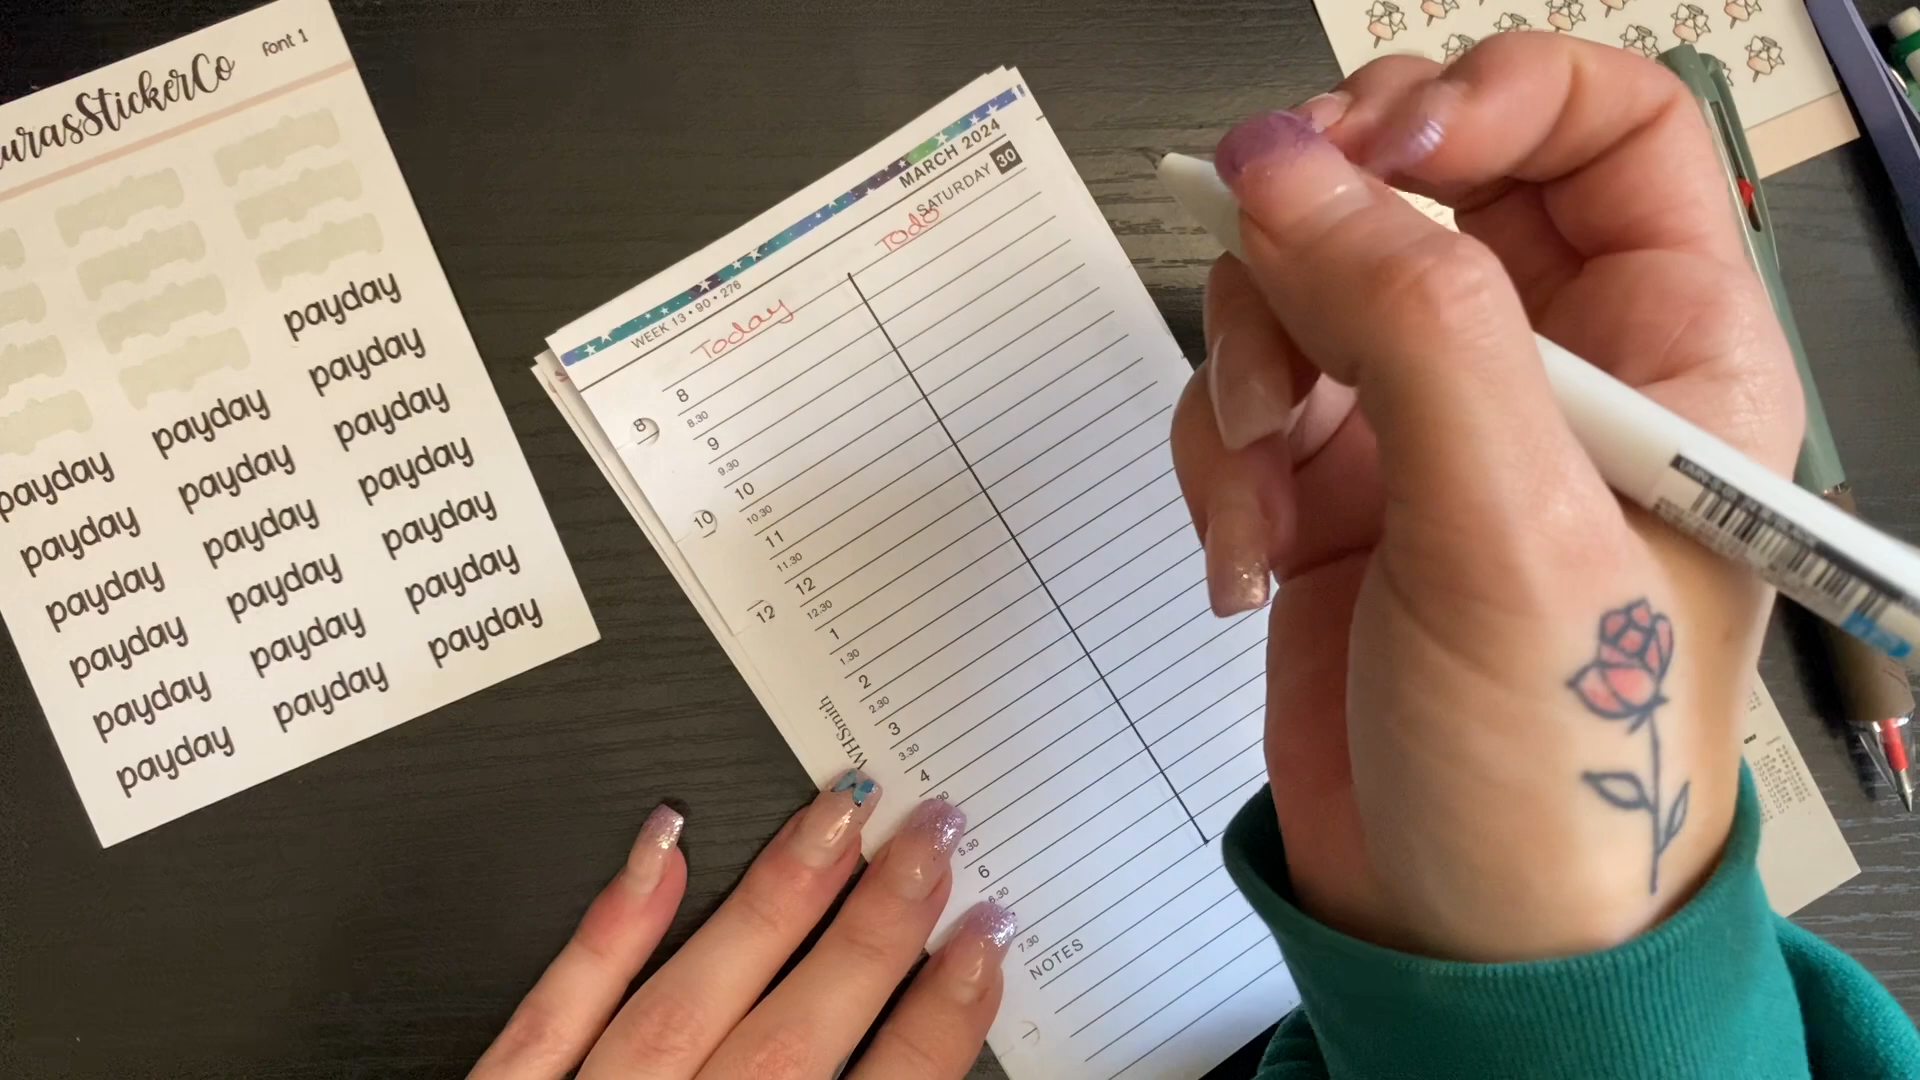 font 1
payday
payday payday
payday payday payday
payday payday payday
payday payday payday
payday payday payday
payday payday payday
payday
MARCH 2024
SATURDAY 30
WEEK 13 • 90 • 276
Today
Todo
8
8.30
9
9.30
10
10.30
11
11.30
12
12.30
1
1.30
2
2.30
3
3.30
4
5.30
6
6.30
7.30
NOTES
8
10
12
WHSmith